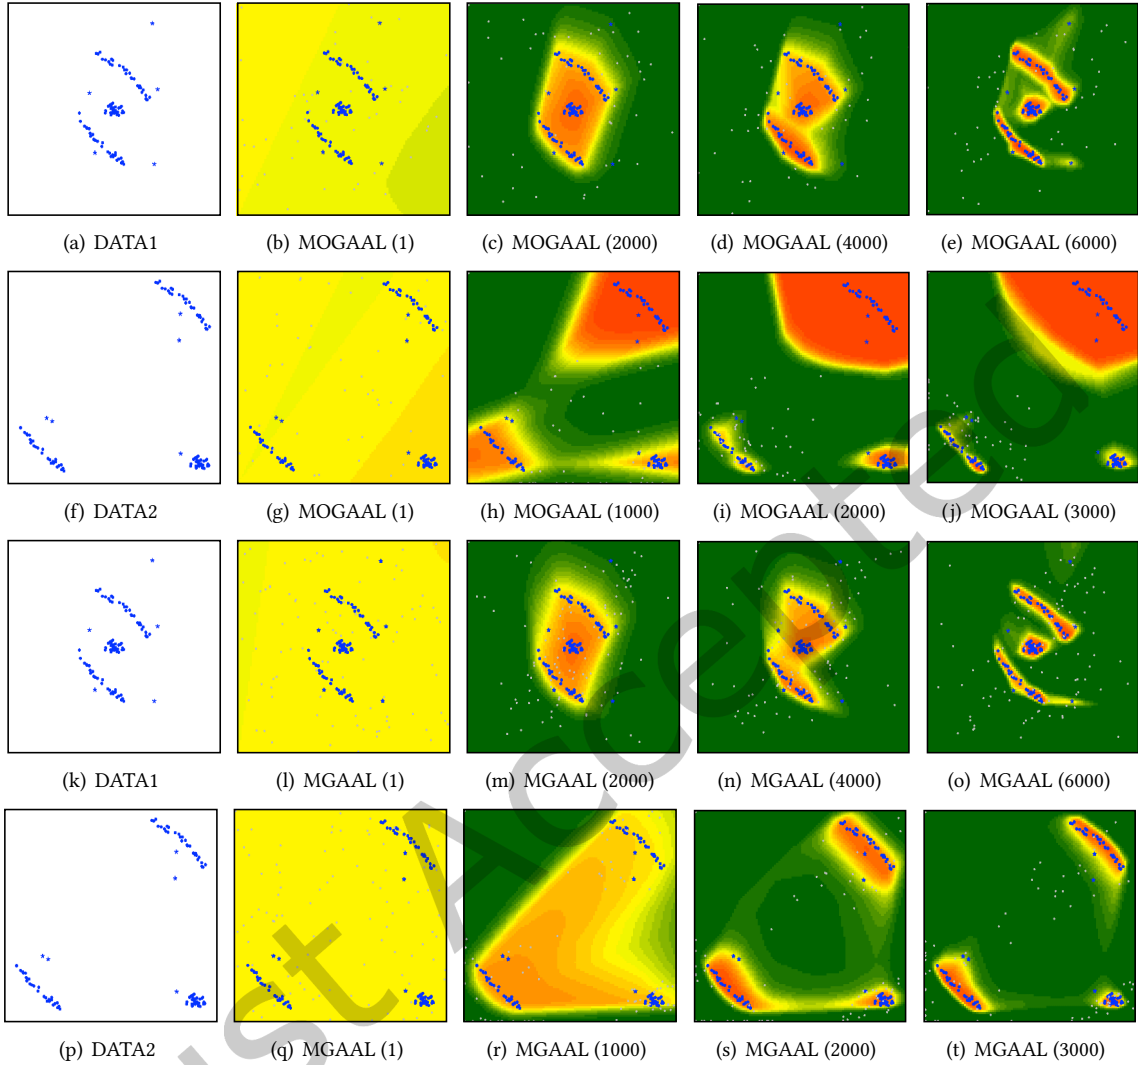 (a) DATA1 (b) MOGAAL (1) (c) MOGAAL (2000) (d) MOGAAL (4000) (e) MOGAAL (6000)
(f) DATA2 (g) MOGAAL (1) (h) MOGAAL (1000) (i) MOGAAL (2000) (j) MOGAAL (3000)
(k) DATA1 (l) MGAAL (1) (m) MGAAL (2000) (n) MGAAL (4000) (o) MGAAL (6000)
(p) DATA2 (q) MGAAL (1) (r) MGAAL (1000) (s) MGAAL (2000) (t) MGAAL (3000)
ust Accepted